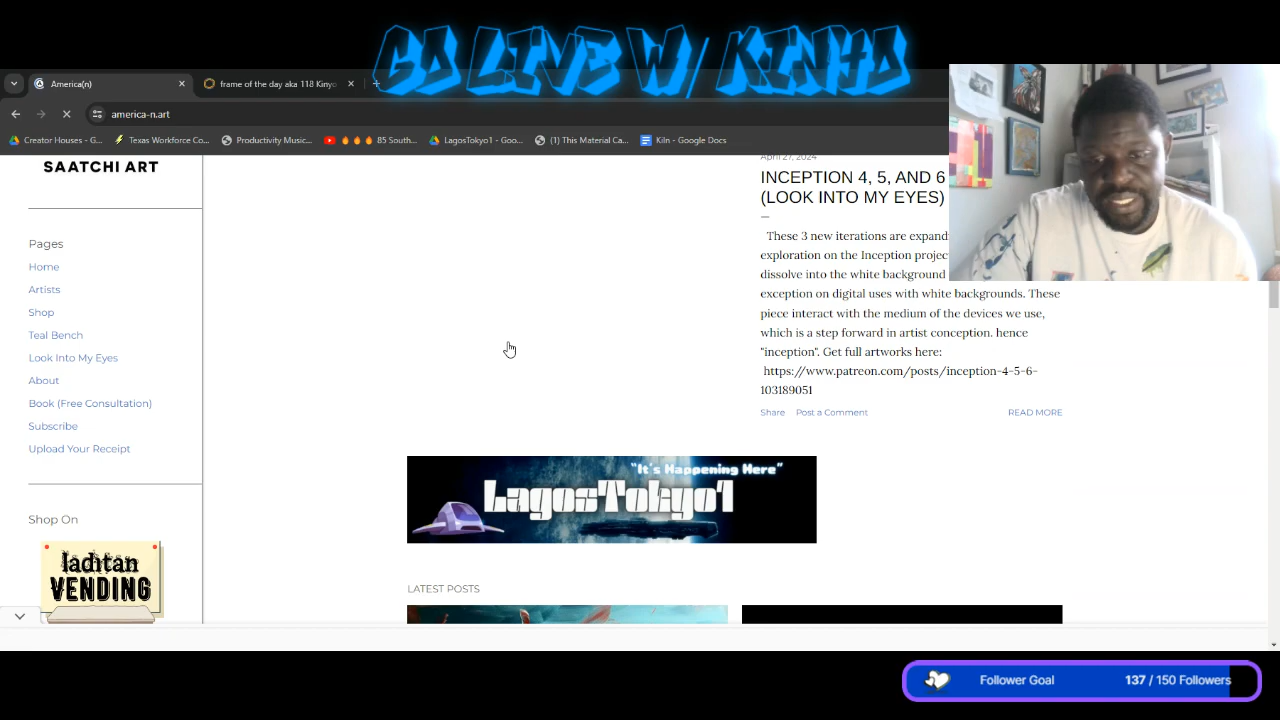 GO LIVE W/ KINYO
America(n)
frame of the day aka 118 Kinyo
america-n.art
Creator Houses - G...
Texas Workforce Co...
Productivity Music...
🔥🔥🔥 85 South...
LagosTokyo1 - Goo...
(1) This Material Ca...
Kiln - Google Docs
SAATCHI ART
Pages
Home
Artists
Shop
Teal Bench
Look Into My Eyes
About
Book (Free Consultation)
Subscribe
Upload Your Receipt
Shop On
laditan
VENDING
April 27, 2024
INCEPTION 4, 5, AND 6
(LOOK INTO MY EYES)
These 3 new iterations are
exploration on the Inception
dissolve into the white background
exception on digital uses with white backgrounds. These
piece interact with the medium of the devices we use,
which is a step forward in artist conception. hence
"inception". Get full artworks here:
https://www.patreon.com/posts/inception-4-5-6-
103189051
Share Post a Comment READ MORE
"It's Happening Here"
LagosTokyo1
LATEST POSTS
Follower Goal 137 / 150 Followers